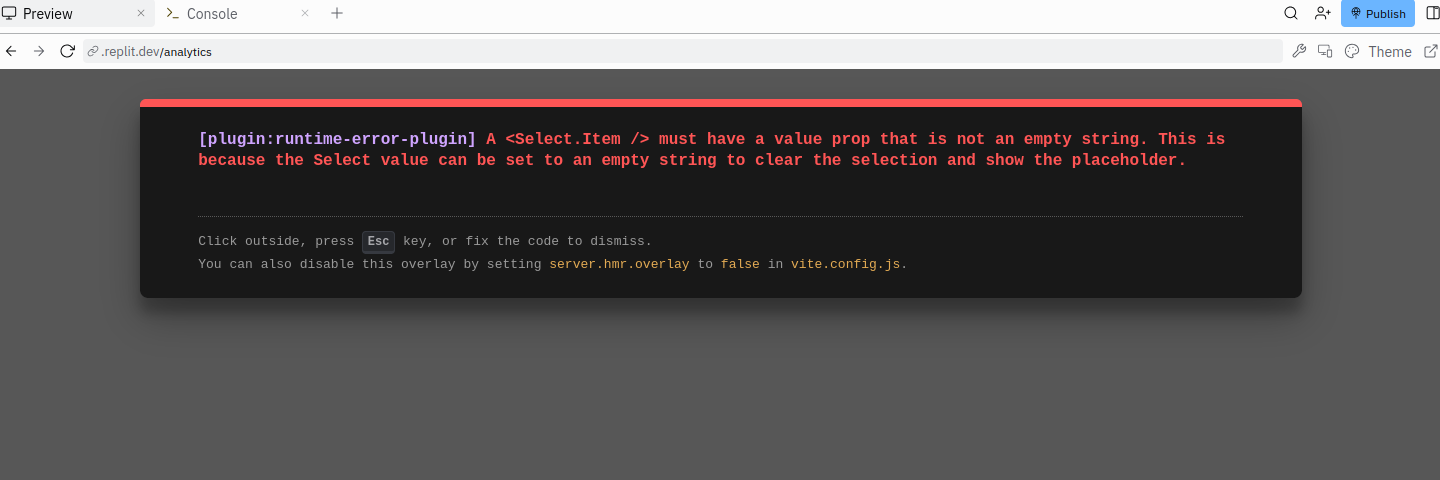 Preview
Console
Publish
.replit.dev/analytics
Theme
[plugin:runtime-error-plugin] A <Select.Item /> must have a value prop that is not an empty string. This is
because the Select value can be set to an empty string to clear the selection and show the placeholder.
Click outside, press Esc key, or fix the code to dismiss.
You can also disable this overlay by setting server.hmr.overlay to false in vite.config.js.